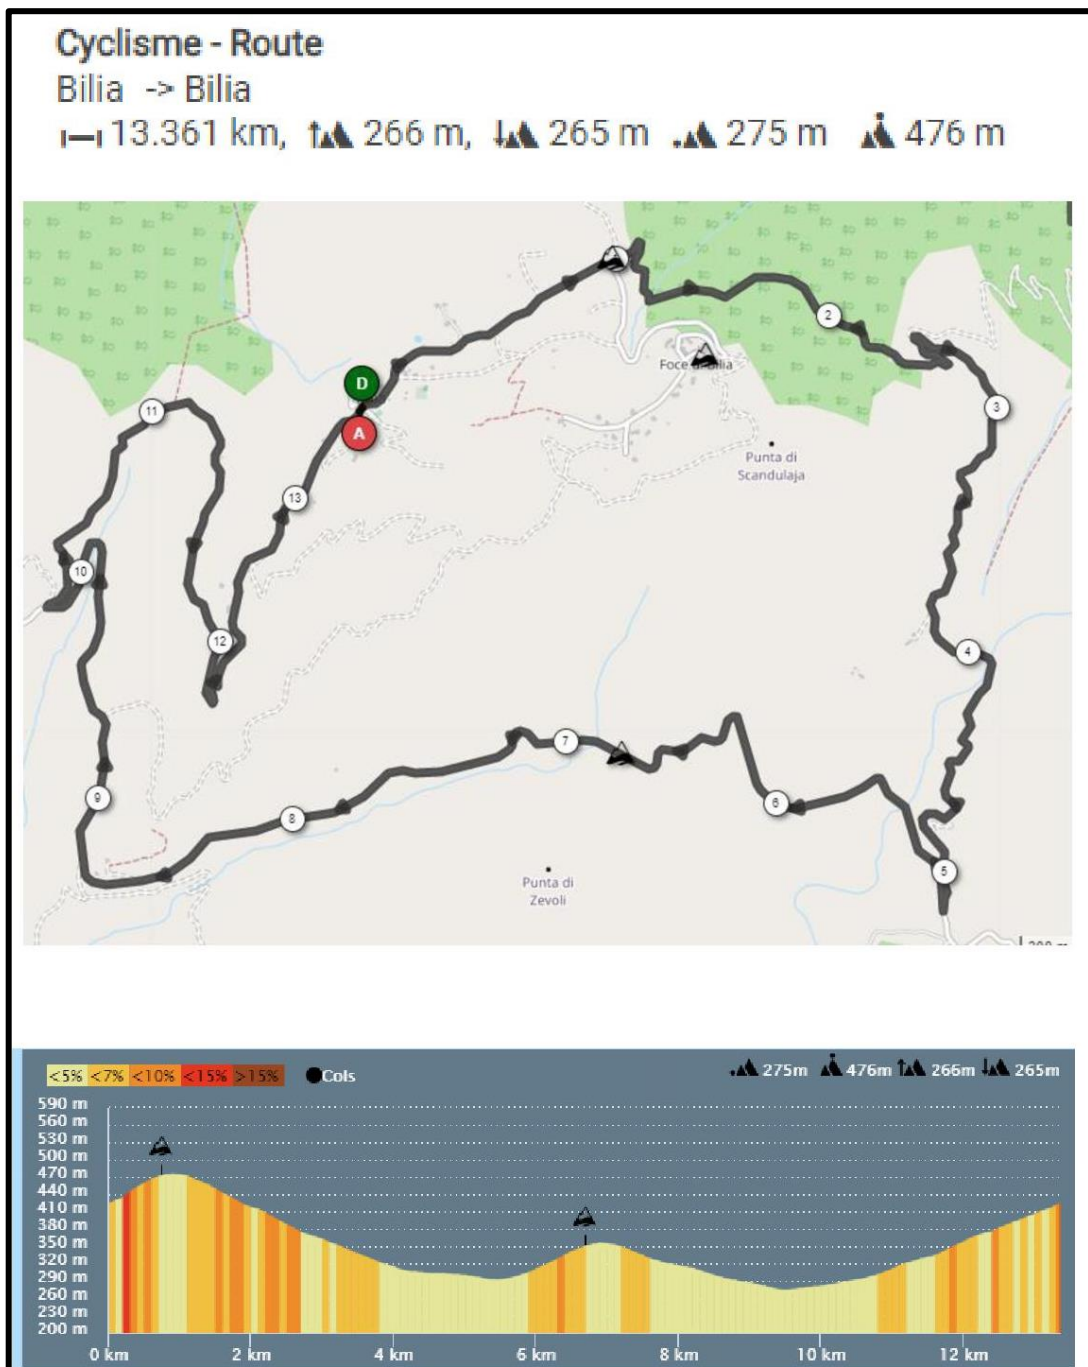 Cyclisme - Route
Bilia -> Bilia
13.361 km, 266 m, 265 m 275 m 476 m
2
Foce Bilia
D
11
3
A
Punta di
Scandulaja
13
10
12
4
7
9
6
8
5
Punta di
Zevoli
<5% <7% <10% <15% >15% Cols 275m 476m 266m 265m
590 m
560 m
530 m
500 m
470 m
440 m
410 m
380 m
350 m
320 m
290 m
260 m
230 m
200 m
0 km 2 km 4 km 6 km 8 km 10 km 12 km